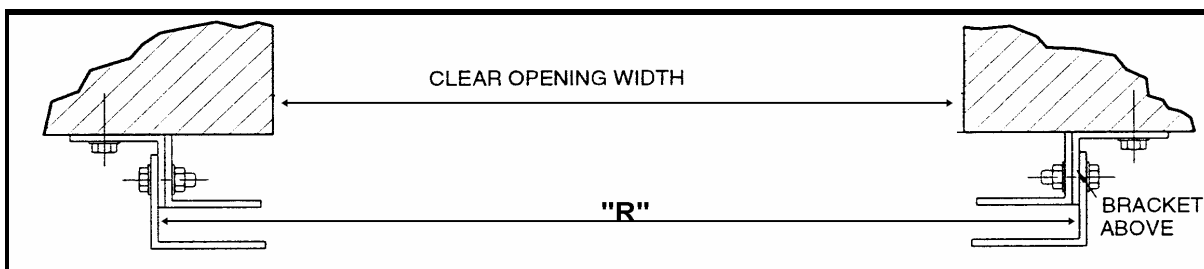 CLEAR OPENING WIDTH
"R"
BRACKET
ABOVE